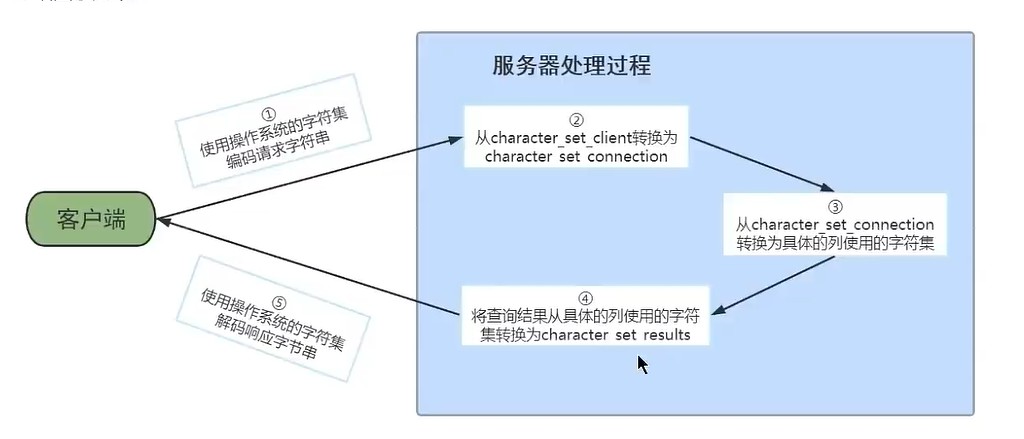 服务器处理过程
①
使用操作系统的字符集
编码请求字符串
②
从character_set_client转换为
character_set_connection
客户端
③
从character_set_connection
转换为具体的列使用的字符集
④
将查询结果从具体的列使用的字符
集转换为character_set_results
⑤
使用操作系统的字符集
解码响应字节串